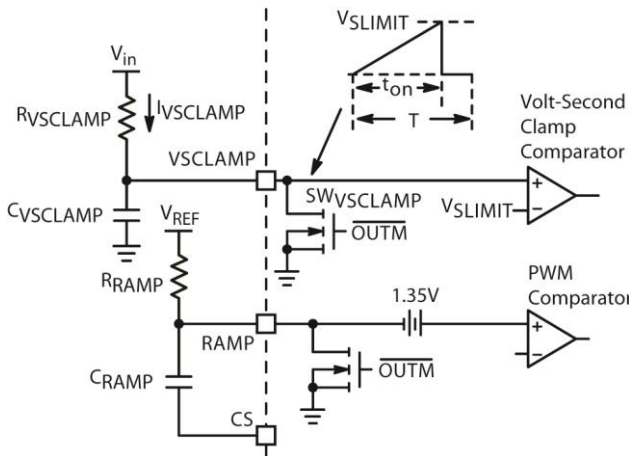 VSLIMIT
Vin
ton
RVSCLAMP
IVSCLAMP
T
Volt-Second
Clamp
Comparator
VSCLAMP
CVSCLAMP
VREF
SWVSCLAMP
OUTM
VSLIMIT
+
−
RRAMP
1.35V
PWM
Comparator
RAMP
+
−
OUTM
CRAMP
CS